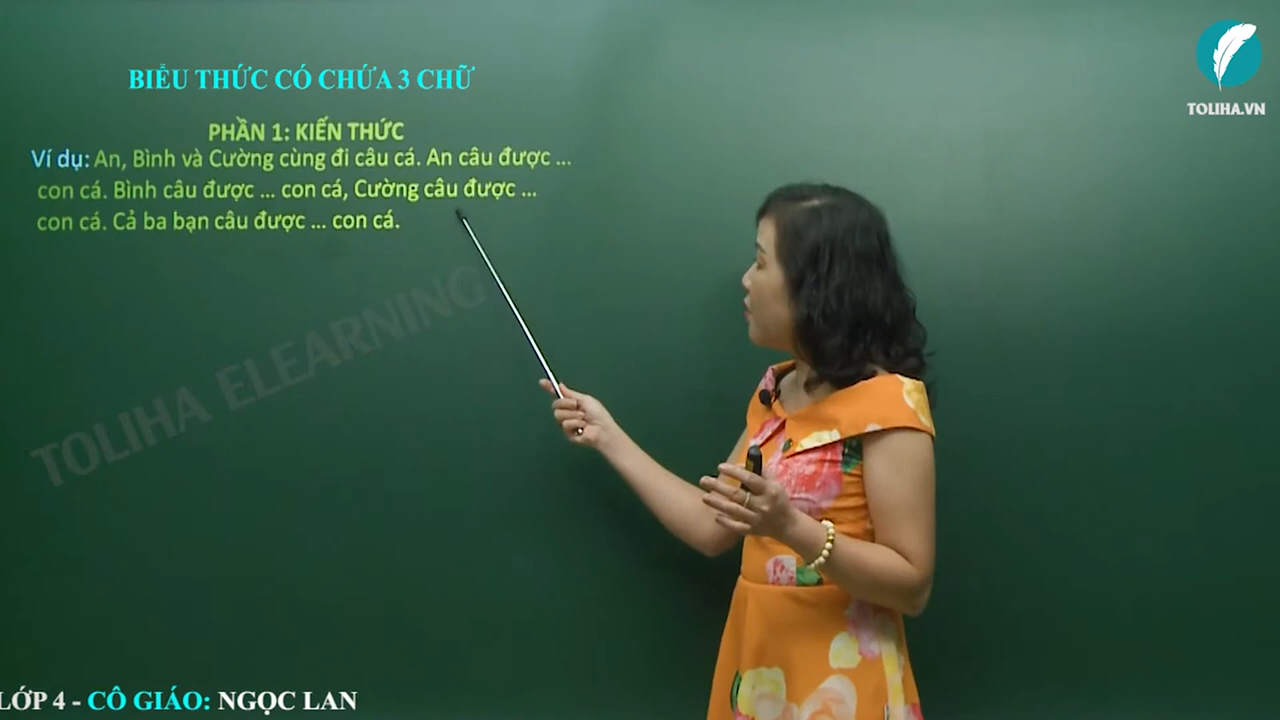 BIỂU THỨC CÓ CHỨA 3 CHỮ
TOLIHA.VN
PHẦN 1: KIẾN THỨC
Ví dụ: An, Bình và Cường cùng đi câu cá. An câu được ...
con cá. Bình câu được ... con cá, Cường câu được ...
con cá. Cả ba bạn câu được ... con cá.
TOLIHA ELEARNING
LỚP 4 - CÔ GIÁO: NGỌC LAN